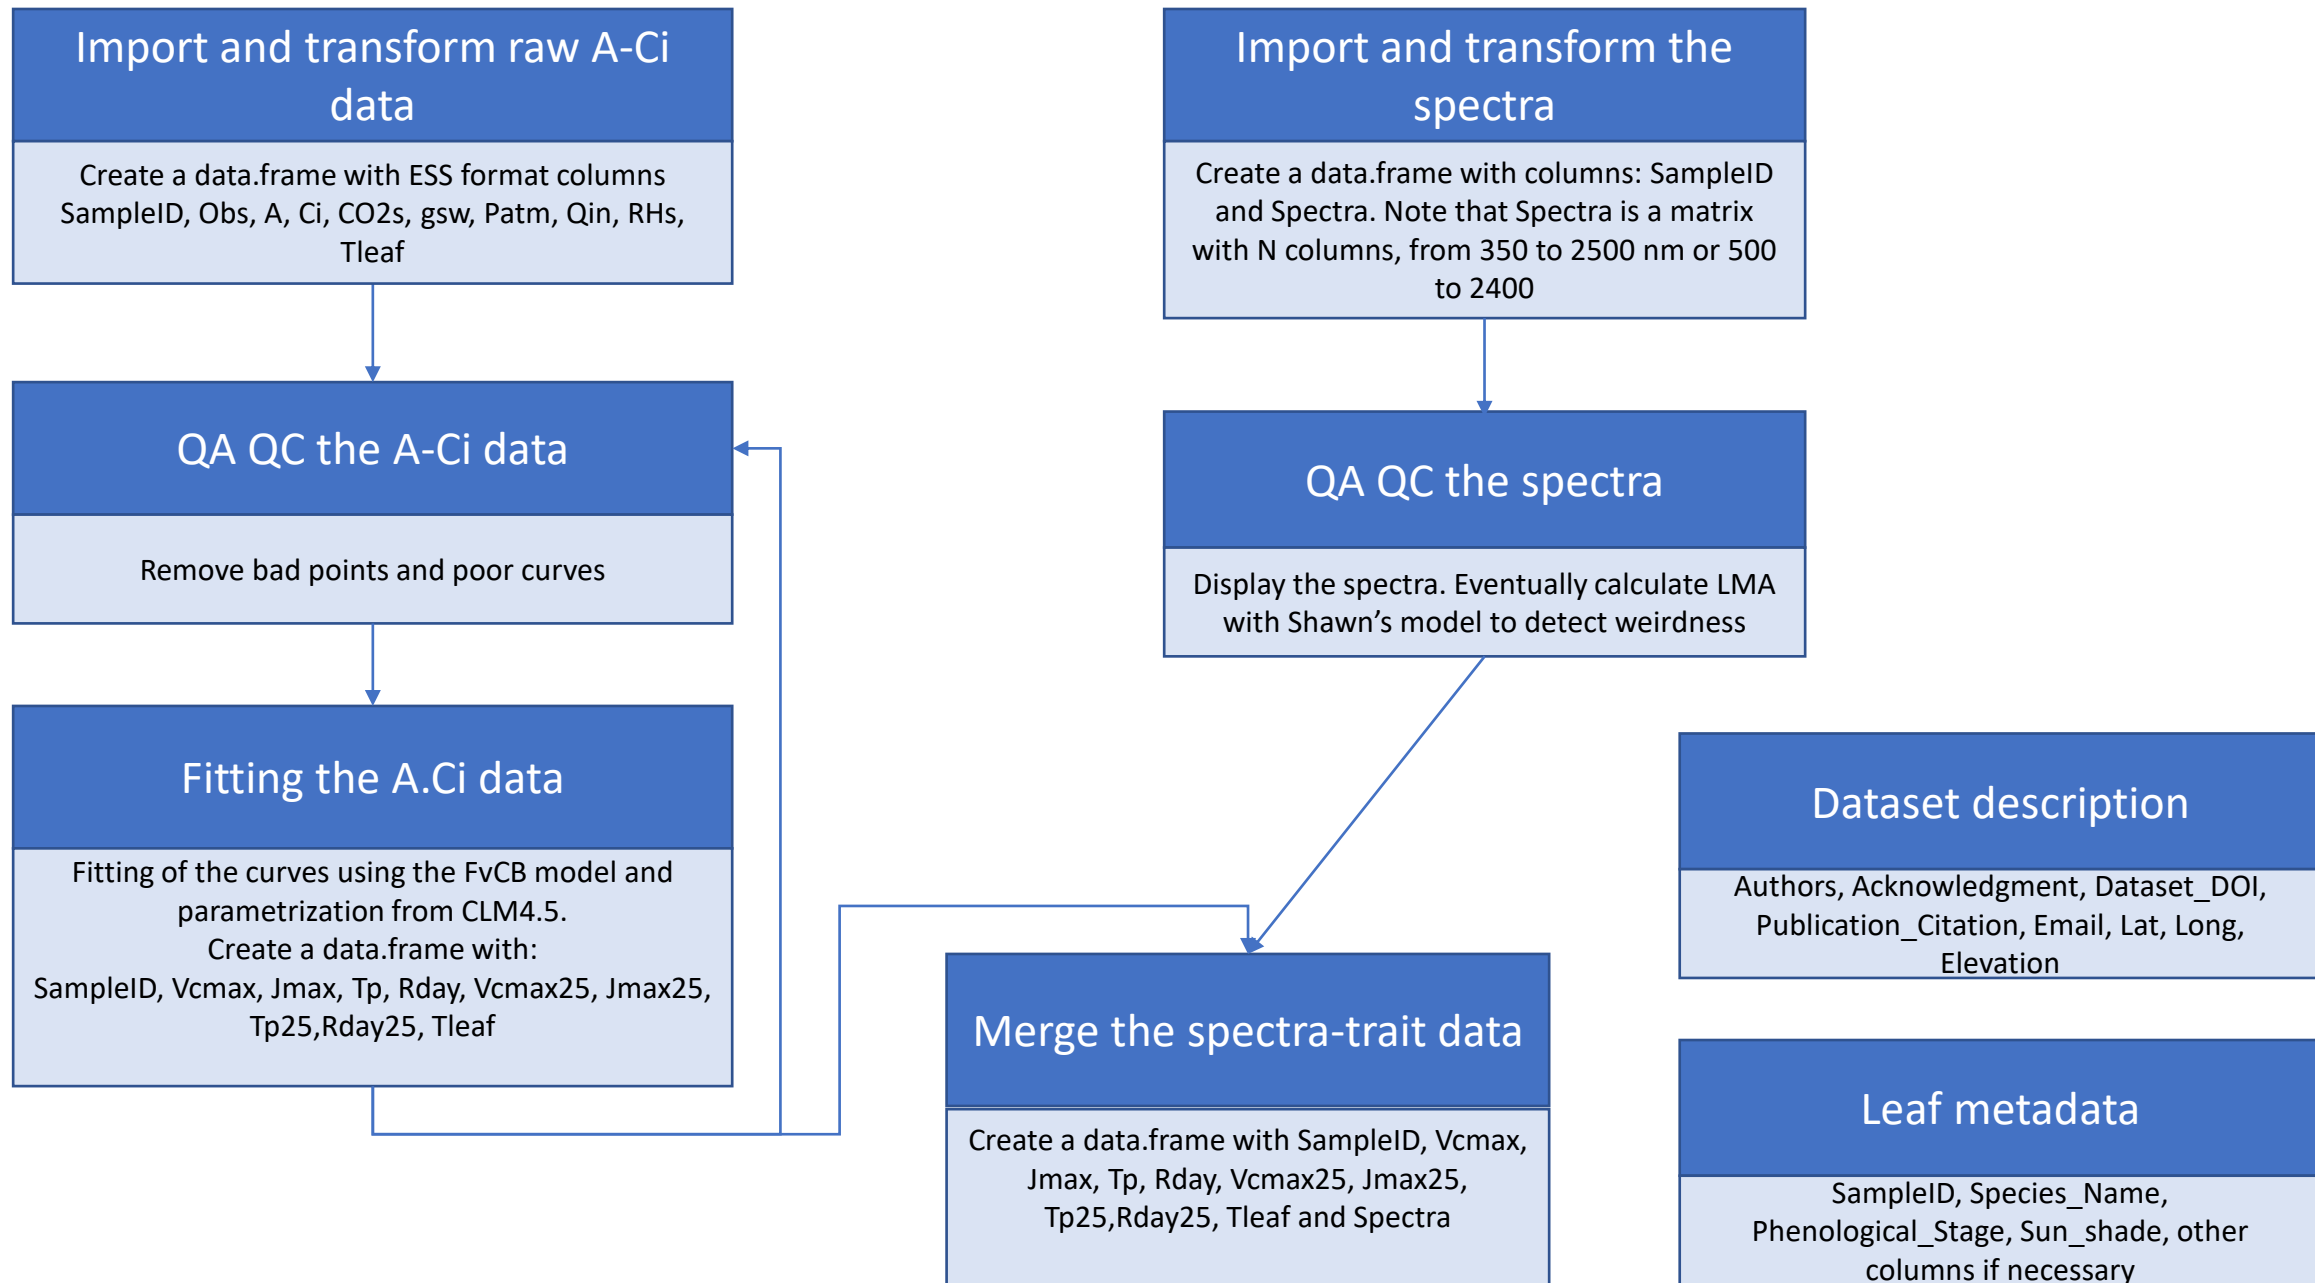 Import and transform raw A-Ci
data
Create a data.frame with ESS format columns
SampleID, Obs, A, Ci, CO2s, gsw, Patm, Qin, RHs,
Tleaf
QA QC the A-Ci data
Remove bad points and poor curves
Fitting the A.Ci data
Fitting of the curves using the FvCB model and
parametrization from CLM4.5.
Create a data.frame with:
SampleID, Vcmax, Jmax, Tp, Rday, Vcmax25, Jmax25,
Tp25,Rday25, Tleaf
Import and transform the
spectra
Create a data.frame with columns: SampleID
and Spectra. Note that Spectra is a matrix
with N columns, from 350 to 2500 nm or 500
to 2400
QA QC the spectra
Display the spectra. Eventually calculate LMA
with Shawn’s model to detect weirdness
Merge the spectra-trait data
Create a data.frame with SampleID, Vcmax,
Jmax, Tp, Rday, Vcmax25, Jmax25,
Tp25,Rday25, Tleaf and Spectra
Dataset description
Authors, Acknowledgment, Dataset_DOI,
Publication_Citation, Email, Lat, Long,
Elevation
Leaf metadata
SampleID, Species_Name,
Phenological_Stage, Sun_shade, other
columns if necessary